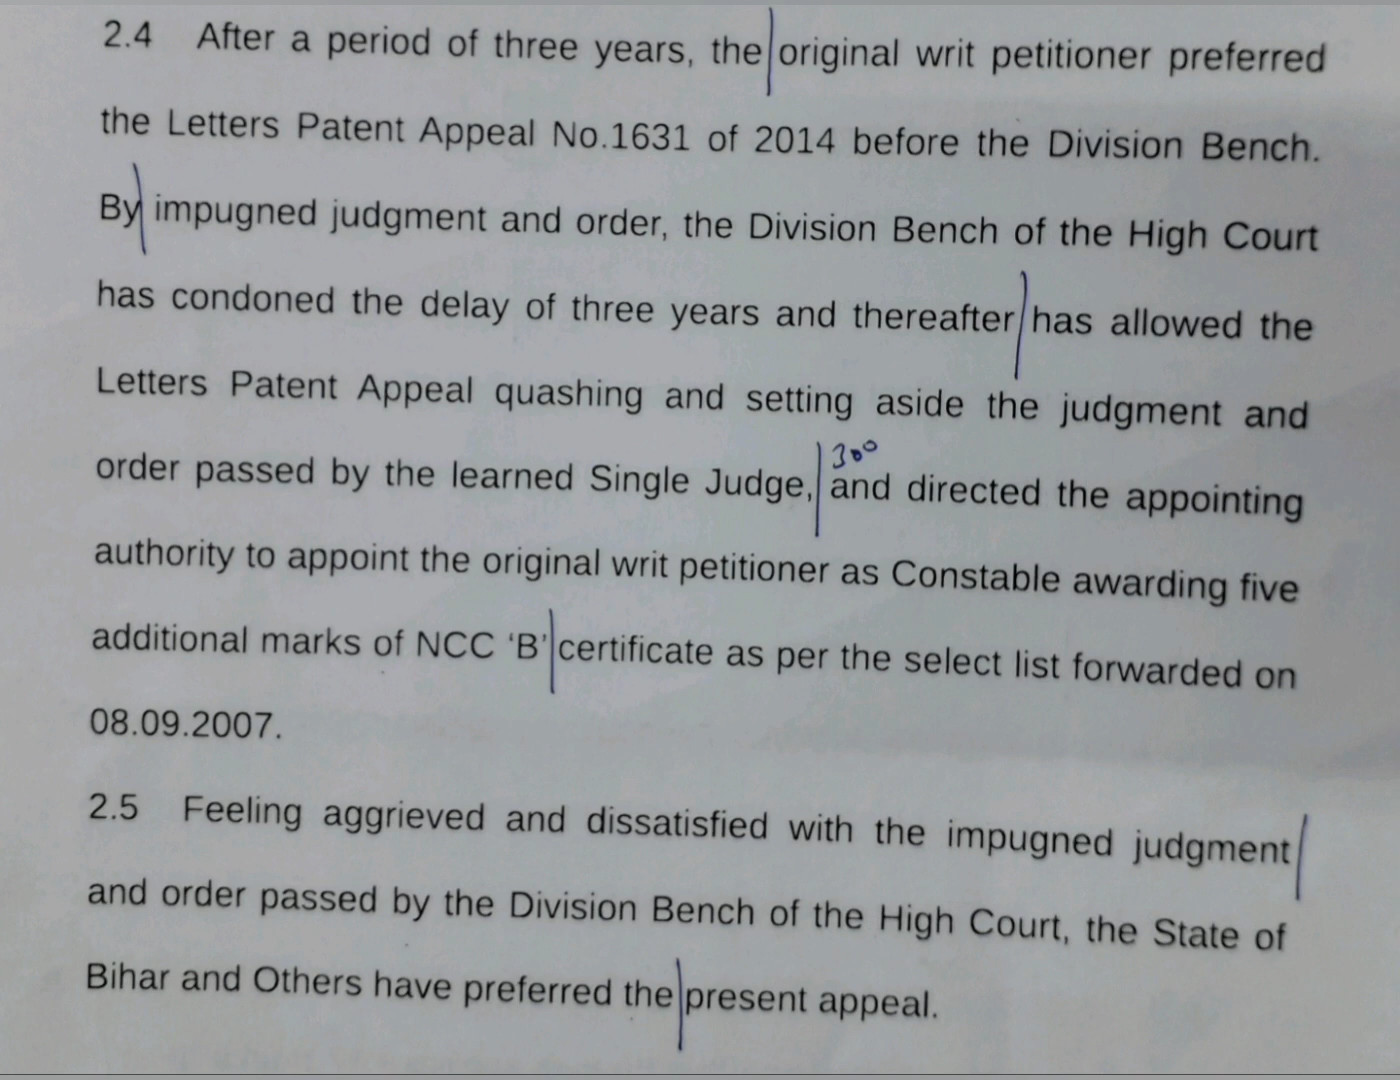 2.4 After a period of three years, the original writ petitioner preferred
the Letters Patent Appeal No.1631 of 2014 before the Division Bench.
By impugned judgment and order, the Division Bench of the High Court
has condoned the delay of three years and thereafter has allowed the
Letters Patent Appeal quashing and setting aside the judgment and
300
order passed by the learned Single Judge, and directed the appointing
authority to appoint the original writ petitioner as Constable awarding five
additional marks of NCC ‘B’ certificate as per the select list forwarded on
08.09.2007.
2.5 Feeling aggrieved and dissatisfied with the impugned judgment
and order passed by the Division Bench of the High Court, the State of
Bihar and Others have preferred the present appeal.